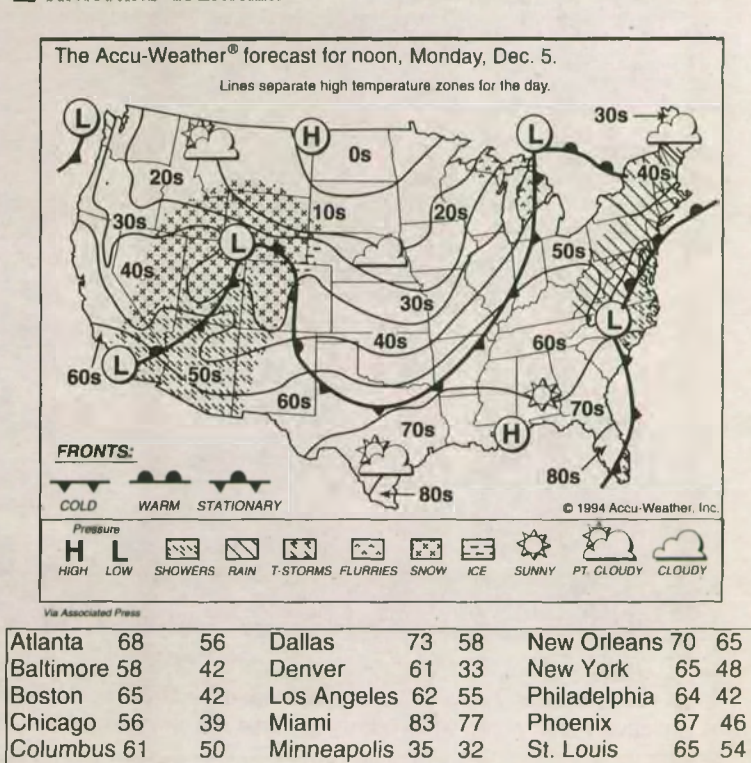 The Accu-Weather® forecast for noon, Monday, Dec. 5.
Lines separate high temperature zones for the day.
L
H
L
30s
0s
20s
40s
10s
20s
30s
L
50s
40s
30s
L
40s
60s
60s
L
50s
60s
70s
70s
H
80s
80s
FRONTS:
COLD WARM STATIONARY
© 1994 Accu-Weather, Inc.
Pressure
H L
HIGH LOW SHOWERS RAIN T-STORMS FLURRIES SNOW ICE SUNNY PT. CLOUDY CLOUDY
Via Associated Press
Atlanta 68 56 Dallas 73 58 New Orleans 70 65
Baltimore 58 42 Denver 61 33 New York 65 48
Boston 65 42 Los Angeles 62 55 Philadelphia 64 42
Chicago 56 39 Miami 83 77 Phoenix 67 46
Columbus 61 50 Minneapolis 35 32 St. Louis 65 54